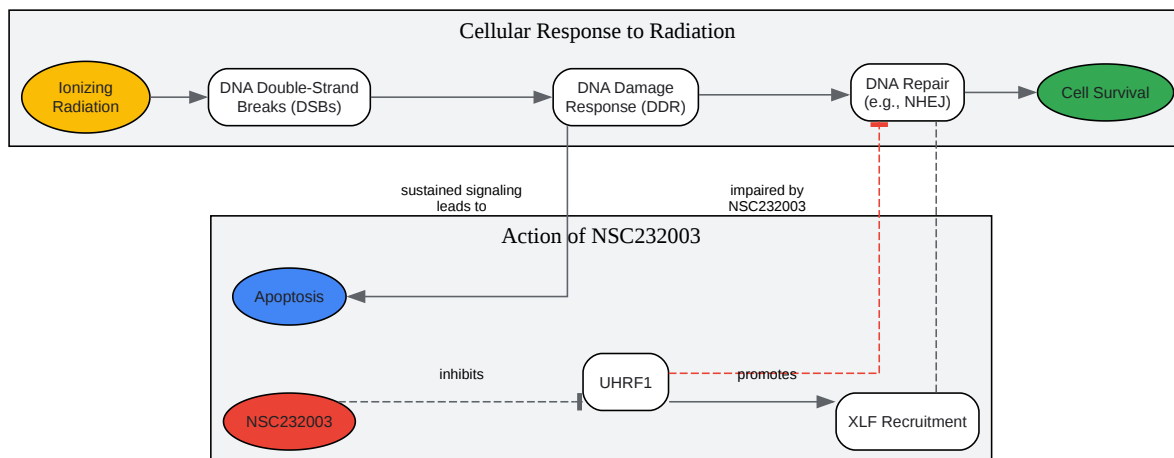 Cellular Response to Radiation
Ionizing
Radiation
DNA Double-Strand
Breaks (DSBs)
DNA Damage
Response (DDR)
DNA Repair
(e.g., NHEJ)
Cell Survival
sustained signaling
leads to
impaired by
NSC232003
Action of NSC232003
Apoptosis
inhibits
UHRF1
promotes
NSC232003
XLF Recruitment